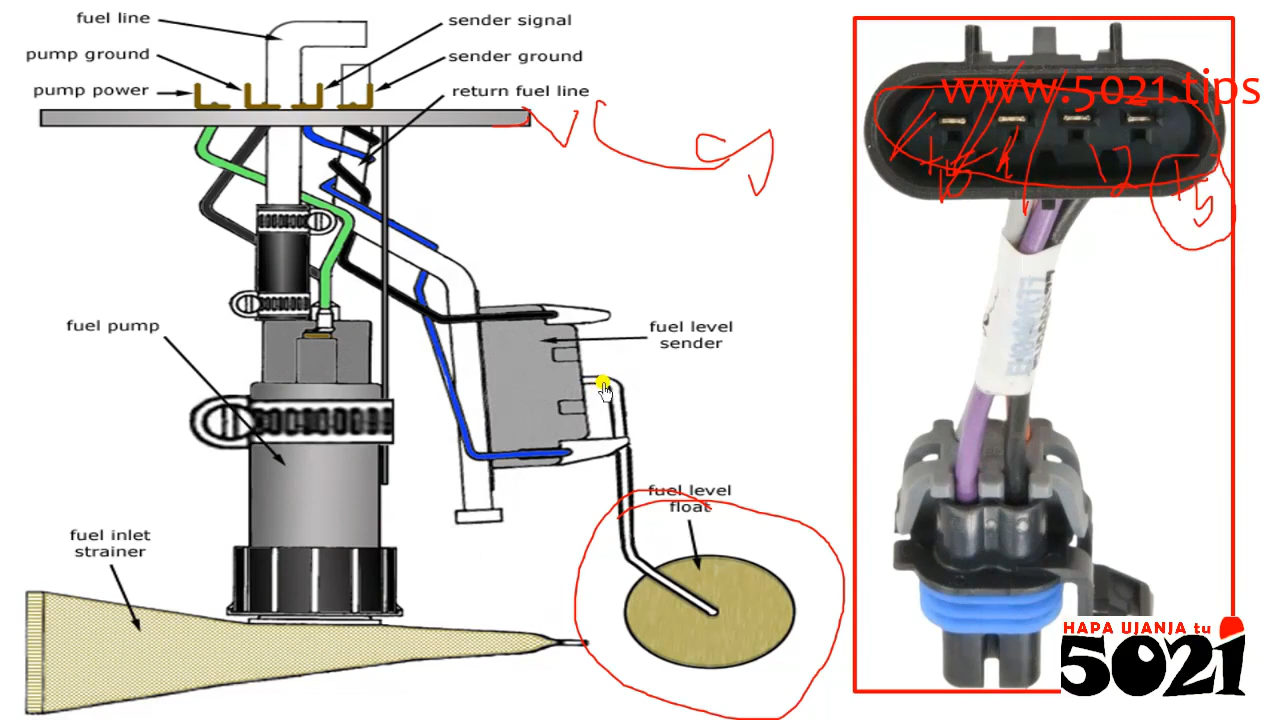 fuel line
pump ground
pump power
sender signal
sender ground
return fuel line
fuel pump
fuel level
sender
fuel level
float
fuel inlet
strainer
www.5021.tips
HAPA UJANJA tu
5021